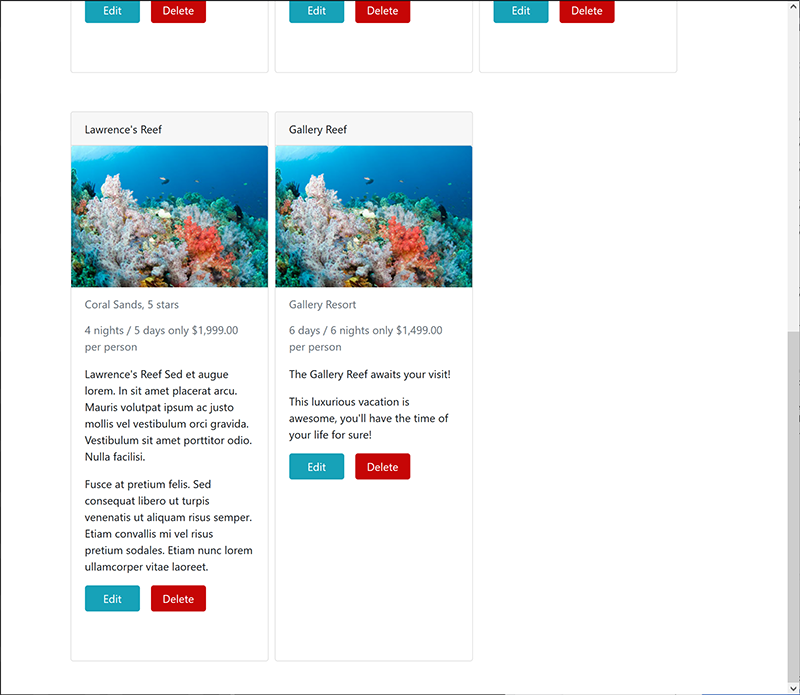 Edit Delete Edit Delete Edit Delete
Lawrence's Reef
Coral Sands, 5 stars
4 nights / 5 days only $1,999.00
per person
Lawrence's Reef Sed et augue
lorem. In sit amet placerat arcu.
Mauris volutpat ipsum ac justo
mollis vel vestibulum orci gravida.
Vestibulum sit amet porttitor odio.
Nulla facilisi.
Fusce at pretium felis. Sed
consequat libero ut turpis
venenatis ut aliquam risus semper.
Etiam convallis mi vel risus
pretium sodales. Etiam nunc lorem
ullamcorper vitae laoreet.
Edit Delete
Gallery Reef
Gallery Resort
6 days / 6 nights only $1,499.00
per person
The Gallery Reef awaits your visit!
This luxurious vacation is
awesome, you'll have the time of
your life for sure!
Edit Delete